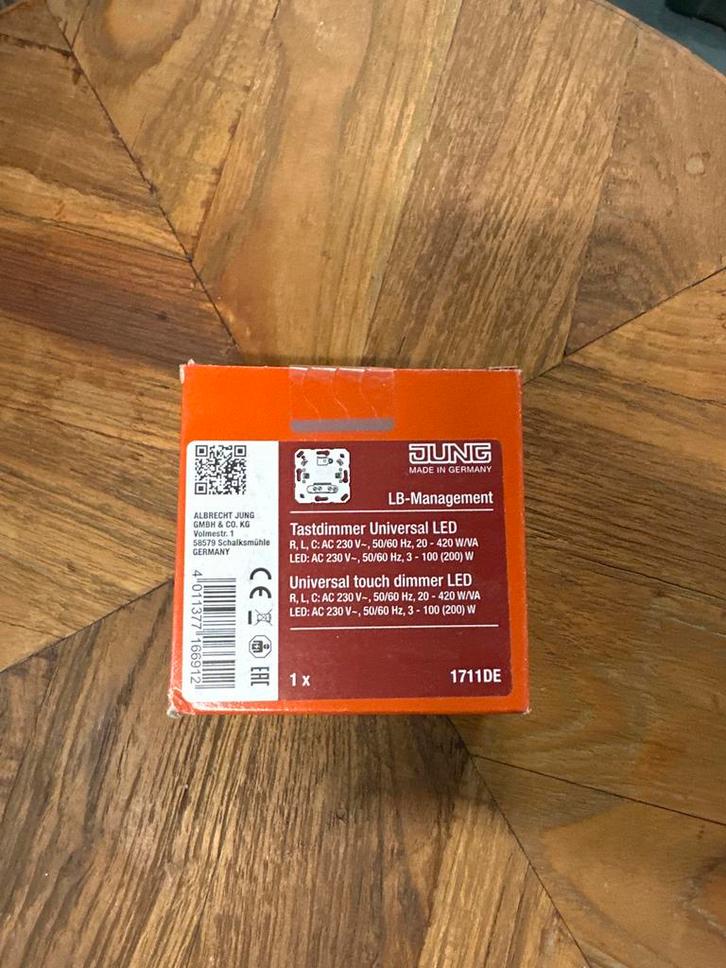 JUNG
MADE IN GERMANY
LB-Management
ALBRECHT JUNG
GMBH & CO. KG
Volmestr. 1
58579 Schalksmühle
GERMANY
Tastdimmer Universal LED
R, L, C: AC 230 V~, 50/60 Hz, 20 - 420 W/VA
LED: AC 230 V~, 50/60 Hz, 3 - 100 (200) W
Universal touch dimmer LED
R, L, C: AC 230 V~, 50/60 Hz, 20 - 420 W/VA
LED: AC 230 V~, 50/60 Hz, 3 - 100 (200) W
4 011377 166912
CE
EAC
1 x
1711DE